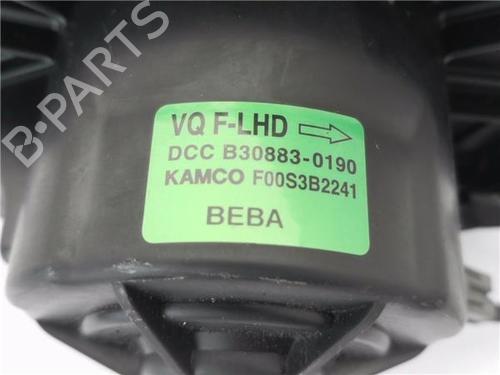 B-PARTS
VQ F-LHD
DCC B30883-0190
KAMCO F00S3B2241
BEBA